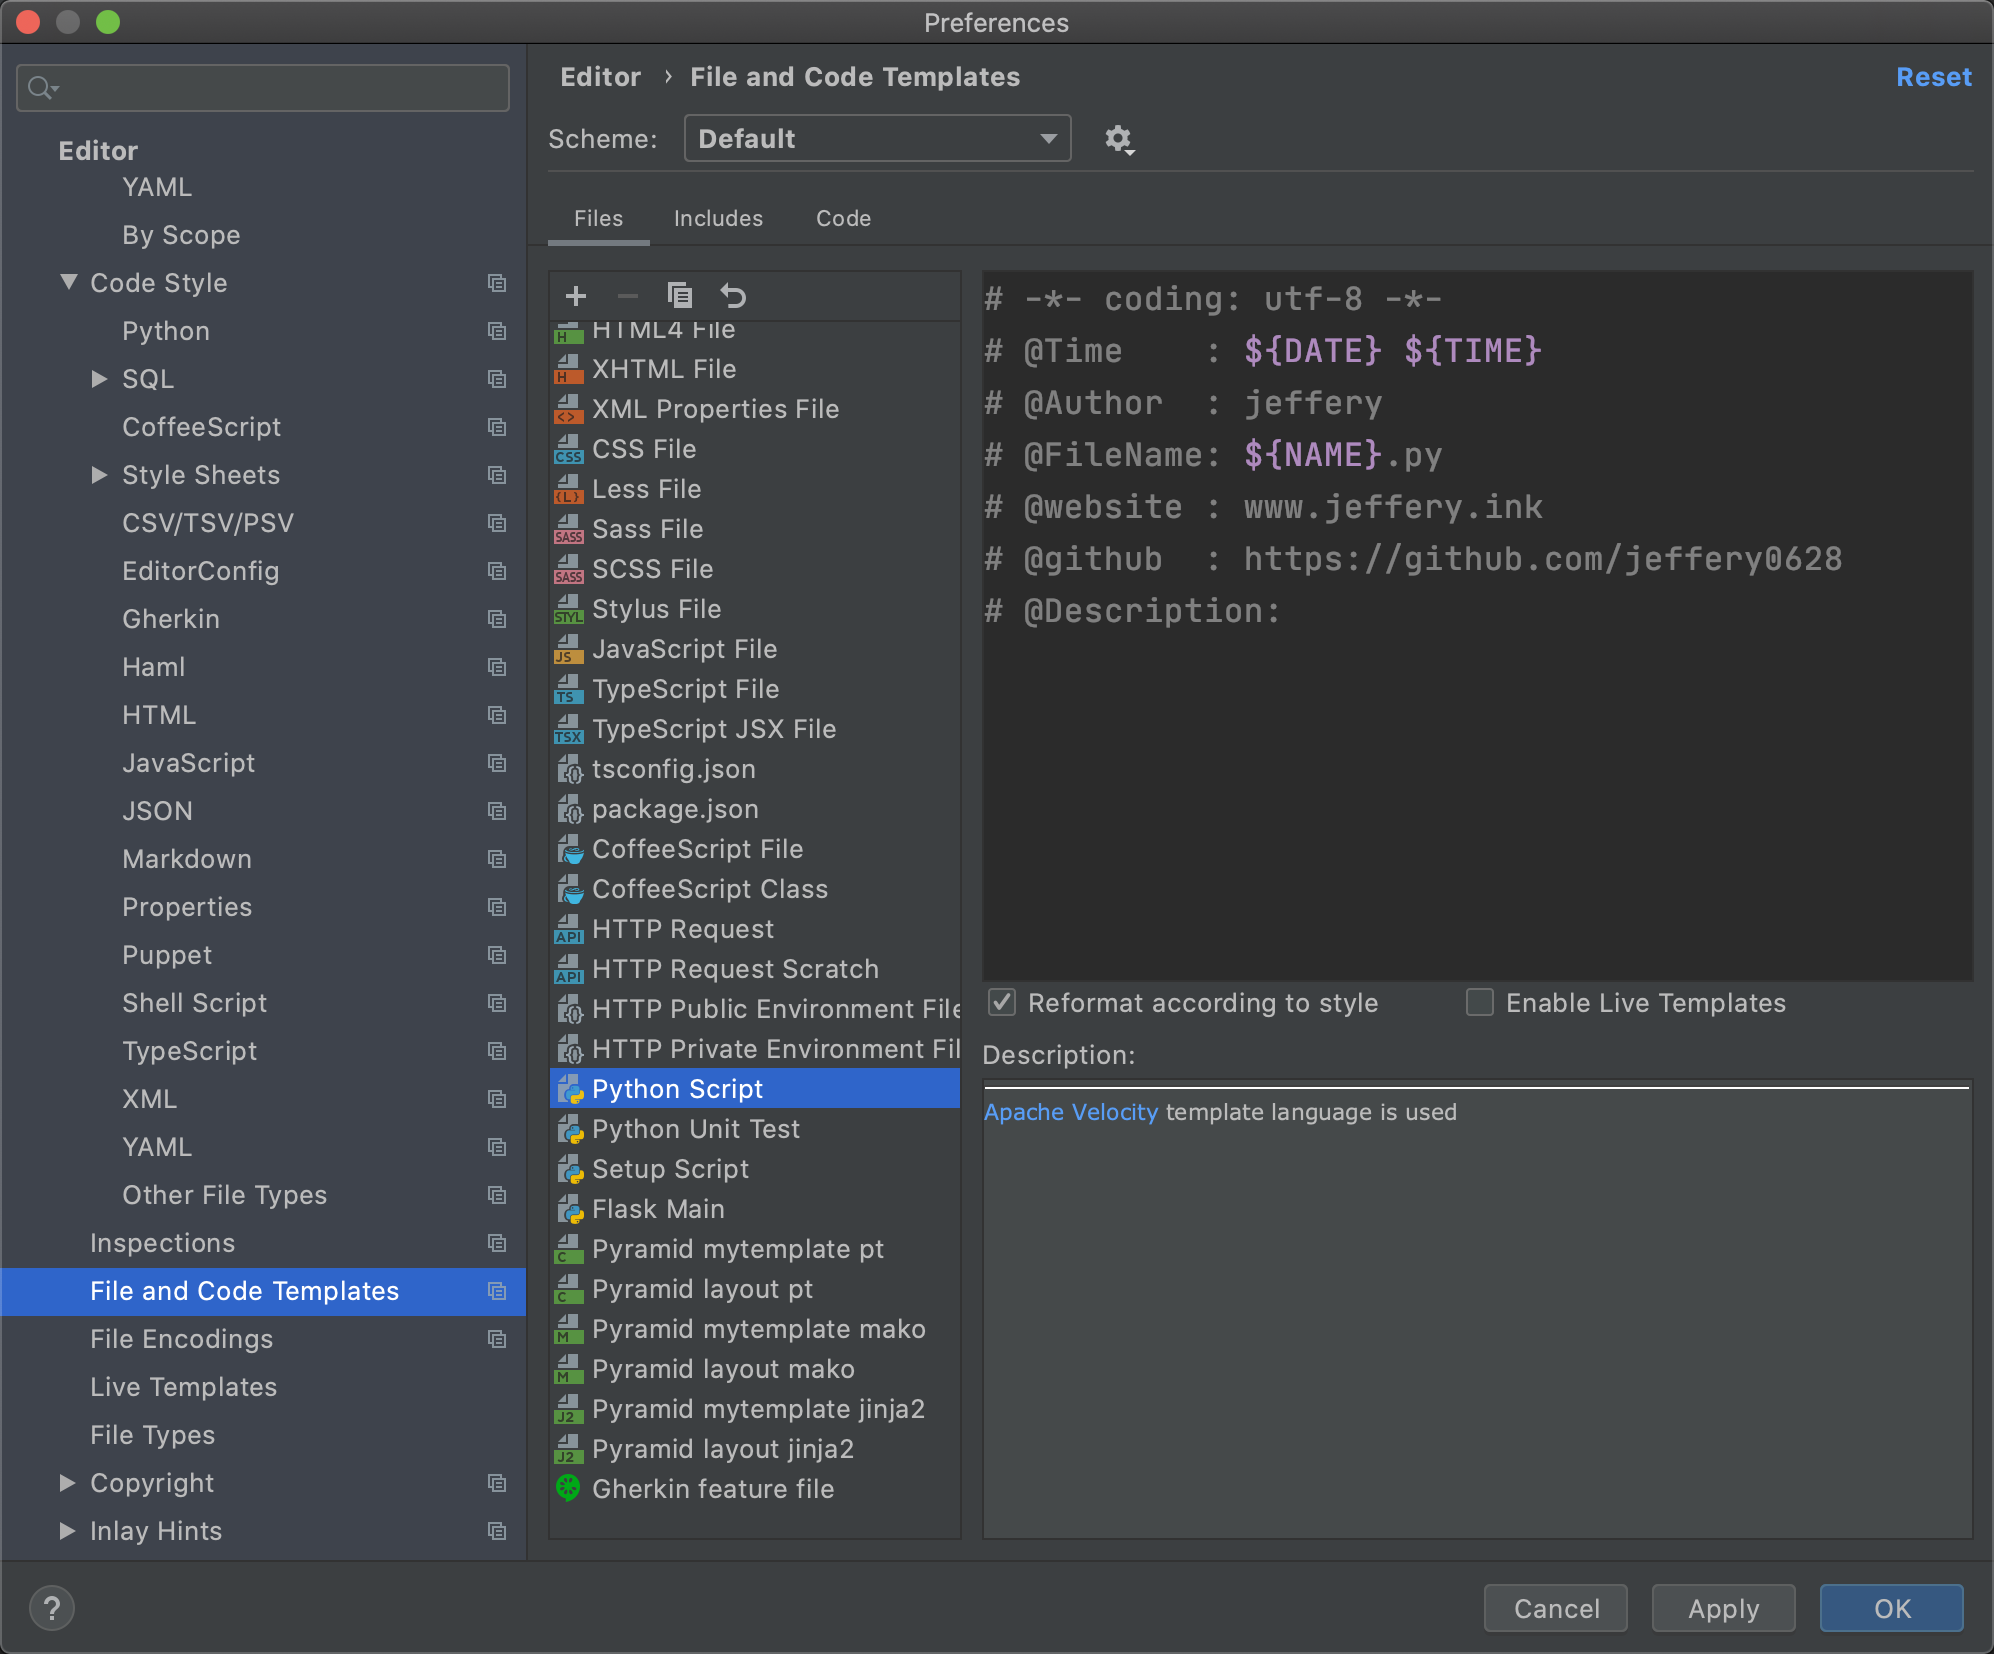 Preferences
Editor
YAML
By Scope
Code Style
Python
SQL
CoffeeScript
Style Sheets
CSV/TSV/PSV
EditorConfig
Gherkin
Haml
HTML
JavaScript
JSON
Markdown
Properties
Puppet
Shell Script
TypeScript
XML
YAML
Other File Types
Inspections
File and Code Templates
File Encodings
Live Templates
File Types
Copyright
Inlay Hints
Editor › File and Code Templates
Reset
Scheme: Default
Files Includes Code
HTML4 File
XHTML File
XML Properties File
CSS File
Less File
Sass File
SCSS File
Stylus File
JavaScript File
TypeScript File
TypeScript JSX File
tsconfig.json
package.json
CoffeeScript File
CoffeeScript Class
HTTP Request
HTTP Request Scratch
HTTP Public Environment File
HTTP Private Environment Fil
Python Script
Python Unit Test
Setup Script
Flask Main
Pyramid mytemplate pt
Pyramid layout pt
Pyramid mytemplate mako
Pyramid layout mako
Pyramid mytemplate jinja2
Pyramid layout jinja2
Gherkin feature file
# -*- coding: utf-8 -*-
# @Time    : ${DATE} ${TIME}
# @Author  : jeffery
# @FileName: ${NAME}.py
# @website : www.jeffery.ink
# @github  : https://github.com/jeffery0628
# @Description:
Reformat according to style
Enable Live Templates
Description:
Apache Velocity template language is used
?
Cancel
Apply
OK